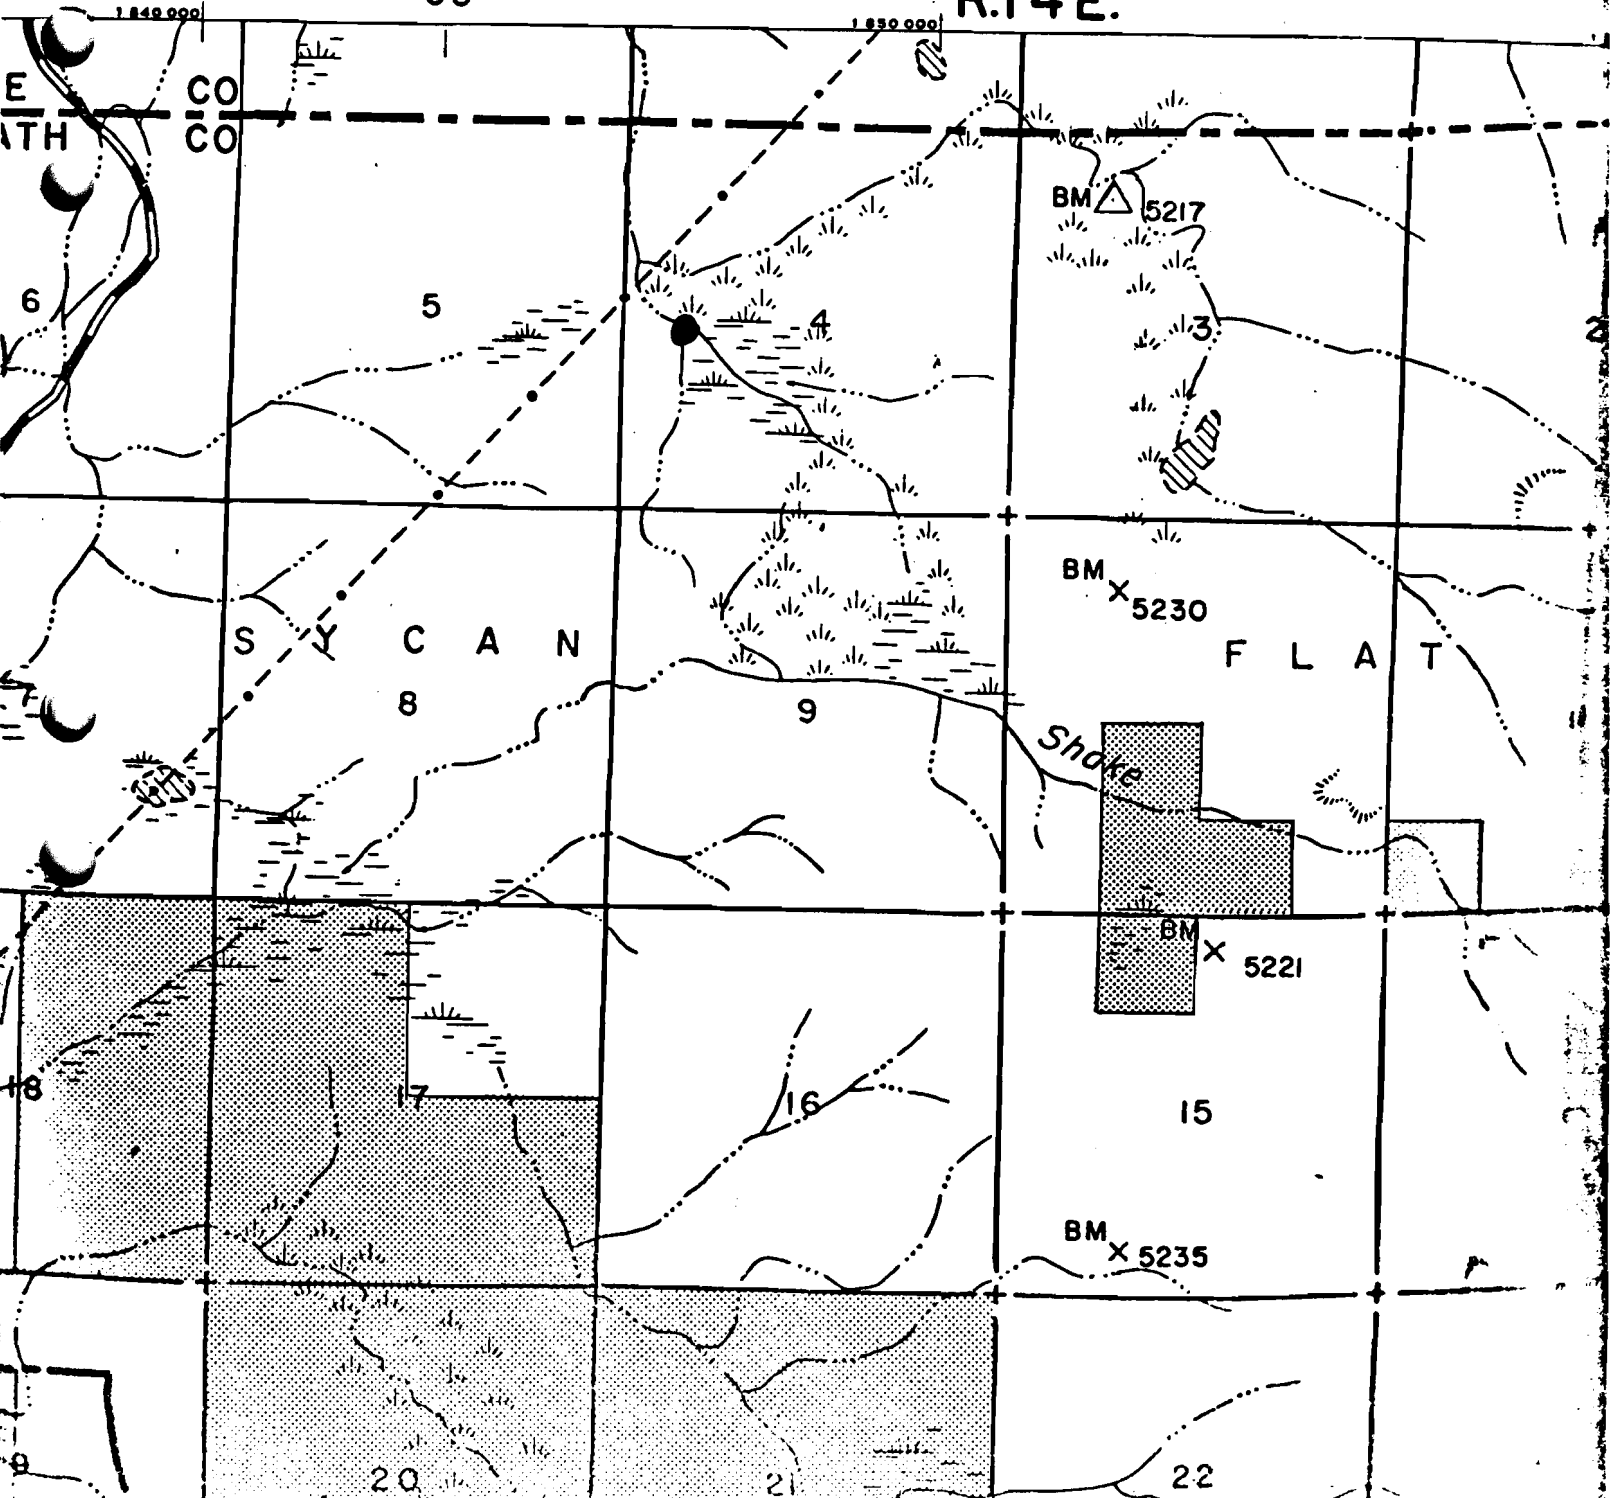 1 840 000
1 850 000
R.14E.
E CO
ATH CO
BM 5217
6 5 4 3 2
BM 5230
S Y C A N F L A T
7 8 9
Shake
BM 5221
18 17 16 15
BM 5235
20 21 22